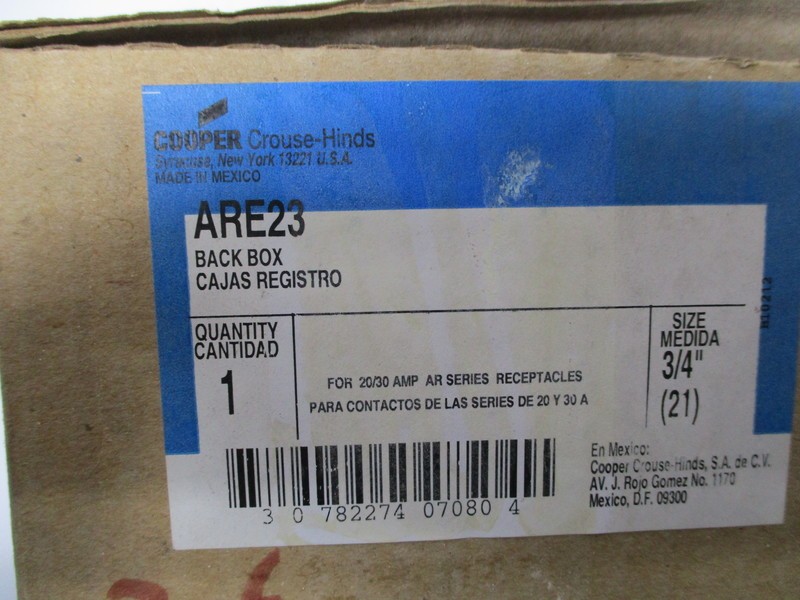 COOPER Crouse-Hinds
Syracuse, New York 13221 U.S.A.
MADE IN MEXICO
ARE23
BACK BOX
CAJAS REGISTRO
QUANTITY
CANTIDAD
1
FOR 20/30 AMP AR SERIES RECEPTACLES
PARA CONTACTOS DE LAS SERIES DE 20 Y 30 A
SIZE
MEDIDA
3/4"
(21)
3 0 782274 07080 4
En Mexico:
Cooper Crouse-Hinds, S.A. de C.V.
AV. J. Rojo Gomez No. 1170
Mexico, D.F. 09300